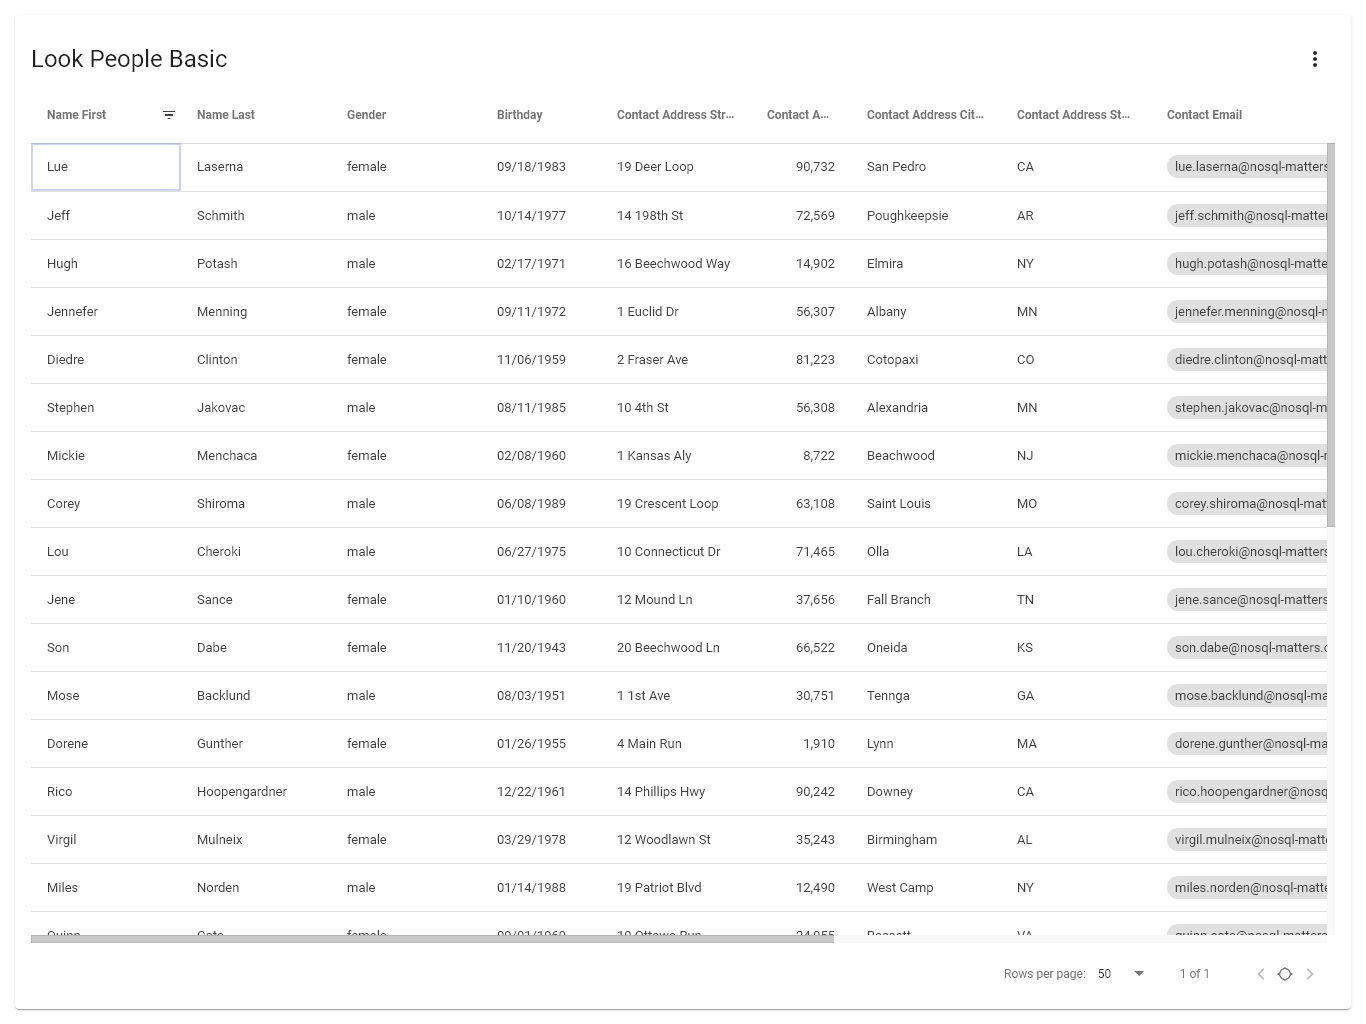 Look People Basic
Name First Name Last Gender Birthday Contact Address Str... Contact A... Contact Address Cit... Contact Address St... Contact Email
Lue Laserna female 09/18/1983 19 Deer Loop 90,732 San Pedro CA lue.laserna@nosql-matters
Jeff Schmith male 10/14/1977 14 198th St 72,569 Poughkeepsie AR jeff.schmith@nosql-matter
Hugh Potash male 02/17/1971 16 Beechwood Way 14,902 Elmira NY hugh.potash@nosql-matte
Jennefer Menning female 09/11/1972 1 Euclid Dr 56,307 Albany MN jennefer.menning@nosql-m
Diedre Clinton female 11/06/1959 2 Fraser Ave 81,223 Cotopaxi CO diedre.clinton@nosql-matt
Stephen Jakovac male 08/11/1985 10 4th St 56,308 Alexandria MN stephen.jakovac@nosql-m
Mickie Menchaca female 02/08/1960 1 Kansas Aly 8,722 Beachwood NJ mickie.menchaca@nosql-m
Corey Shiroma male 06/08/1989 19 Crescent Loop 63,108 Saint Louis MO corey.shiroma@nosql-mat
Lou Cheroki male 06/27/1975 10 Connecticut Dr 71,465 Olla LA lou.cheroki@nosql-matters
Jene Sance female 01/10/1960 12 Mound Ln 37,656 Fall Branch TN jene.sance@nosql-matters
Son Dabe female 11/20/1943 20 Beechwood Ln 66,522 Oneida KS son.dabe@nosql-matters.c
Mose Backlund male 08/03/1951 1 1st Ave 30,751 Tennga GA mose.backlund@nosql-ma
Dorene Gunther female 01/26/1955 4 Main Run 1,910 Lynn MA dorene.gunther@nosql-ma
Rico Hoopengardner male 12/22/1961 14 Phillips Hwy 90,242 Downey CA rico.hoopengardner@nosq
Virgil Mulneix female 03/29/1978 12 Woodlawn St 35,243 Birmingham AL virgil.mulneix@nosql-matt
Miles Norden male 01/14/1988 19 Patriot Blvd 12,490 West Camp NY miles.norden@nosql-matte
Quinn female Bassett VA
Rows per page: 50 1 of 1